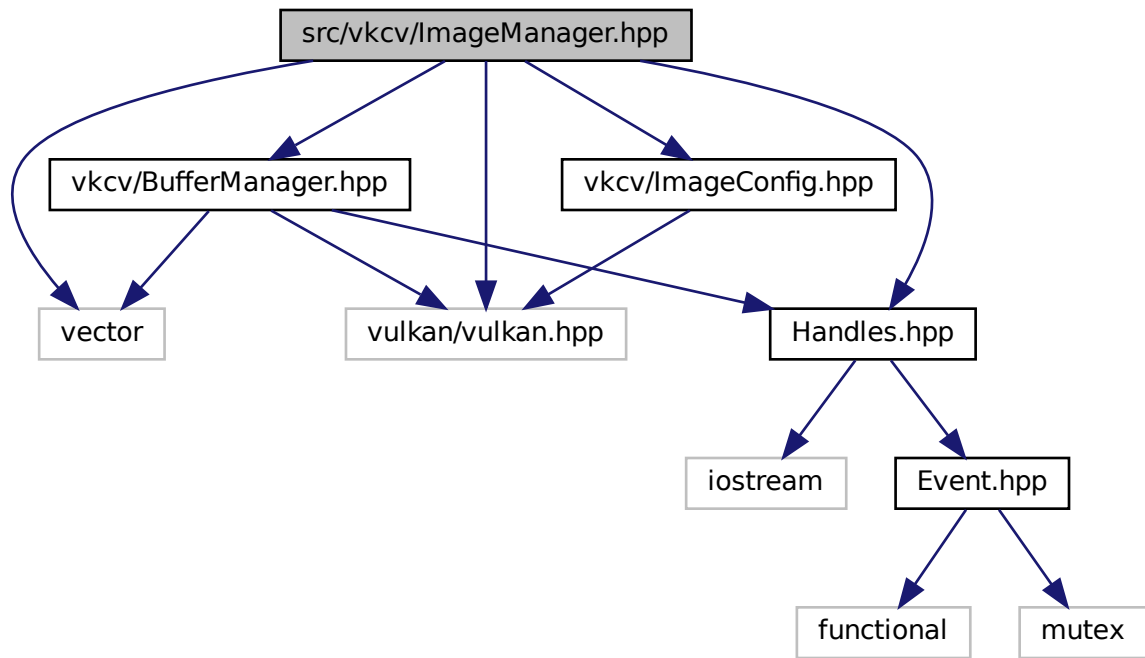 src/vkcv/ImageManager.hpp
vkcv/BufferManager.hpp
vkcv/ImageConfig.hpp
vector
vulkan/vulkan.hpp
Handles.hpp
iostream
Event.hpp
functional
mutex